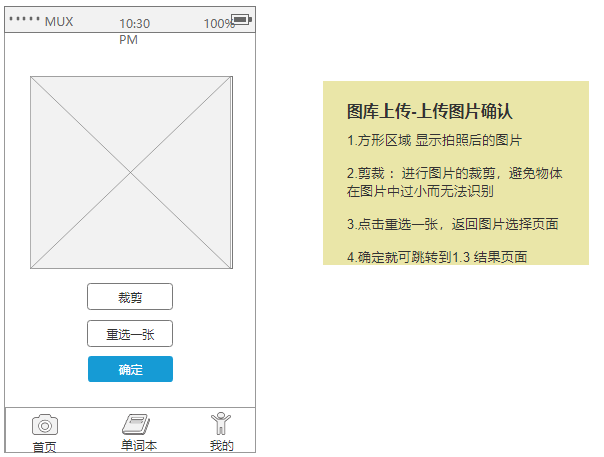 MUX
10:30 PM
100%
裁剪
重选一张
确定
首页
单词本
我的
图库上传-上传图片确认
1.方形区域 显示拍照后的图片
2.剪裁 : 进行图片的裁剪，避免物体
在图片中过小而无法识别
3.点击重选一张，返回图片选择页面
4.确定就可跳转到1.3 结果页面